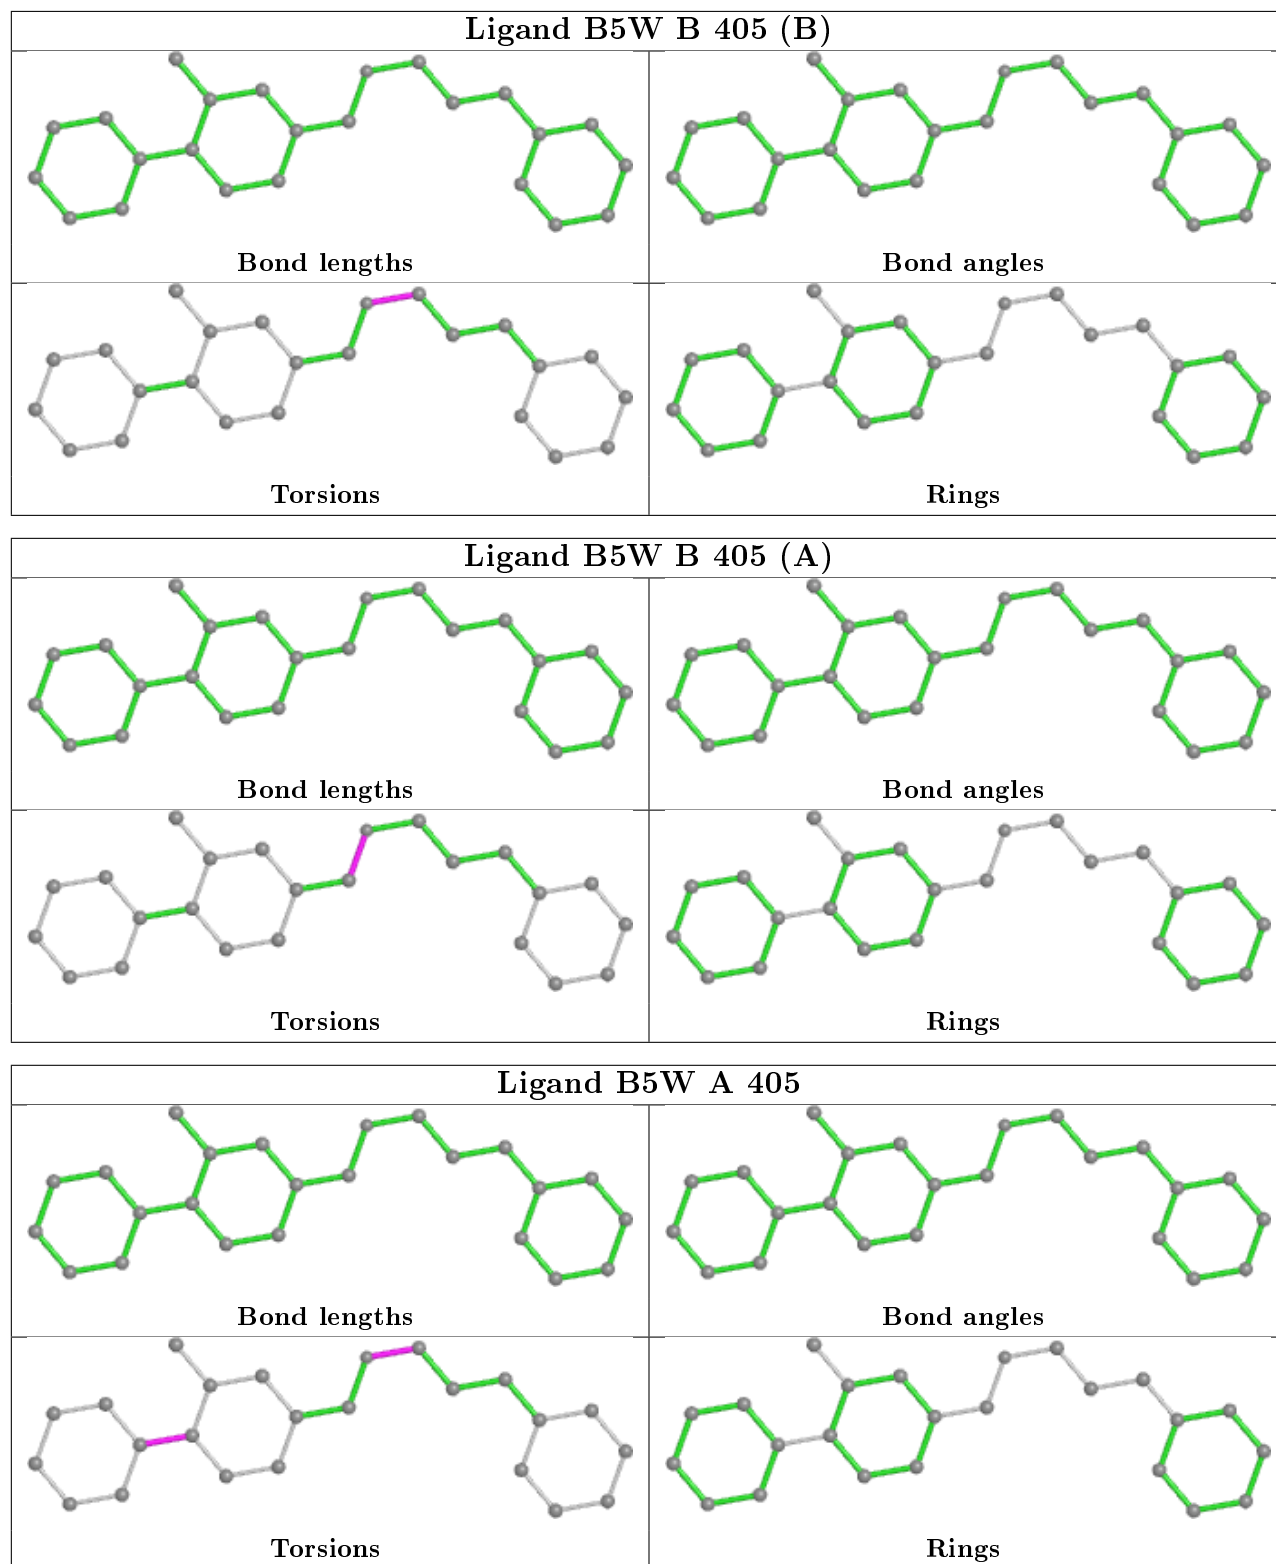 Ligand B5W B 405 (B)
Bond lengths
Bond angles
Torsions
Rings
Ligand B5W B 405 (A)
Bond lengths
Bond angles
Torsions
Rings
Ligand B5W A 405
Bond lengths
Bond angles
Torsions
Rings